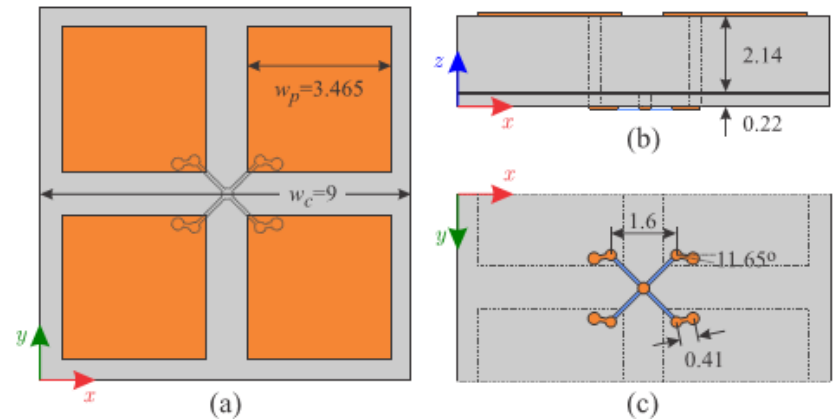 w_p=3.465
w_c=9
y
x
(a)
z
x
2.14
0.22
(b)
x
y
1.6
11.65°
0.41
(c)